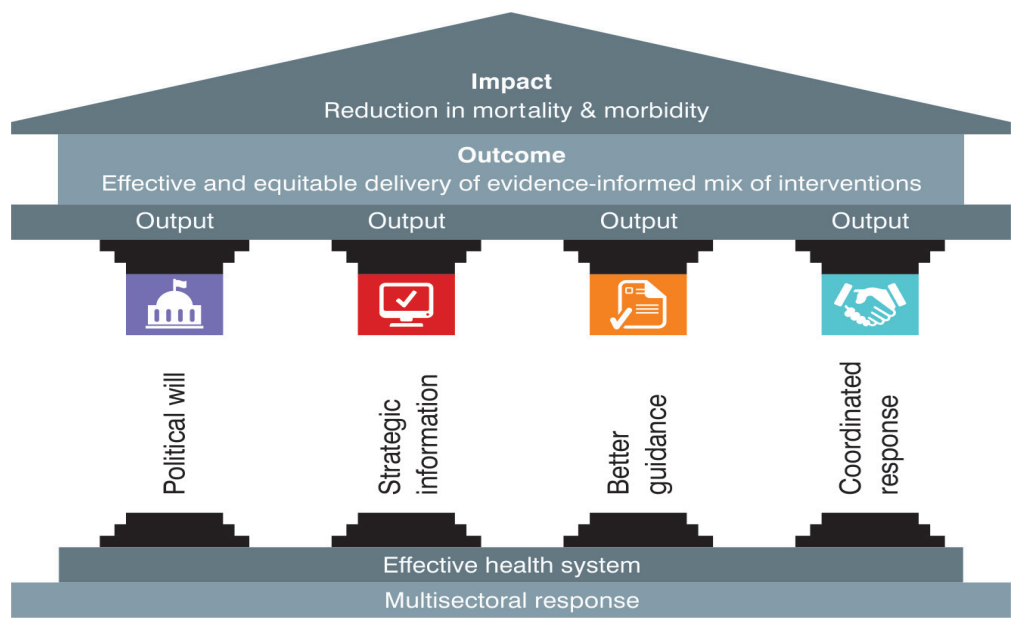 Impact
Reduction in mortality & morbidity
Outcome
Effective and equitable delivery of evidence-informed mix of interventions
Output
Output
Output
Output
Political will
Strategic
information
Better
guidance
Coordinated
response
Effective health system
Multisectoral response